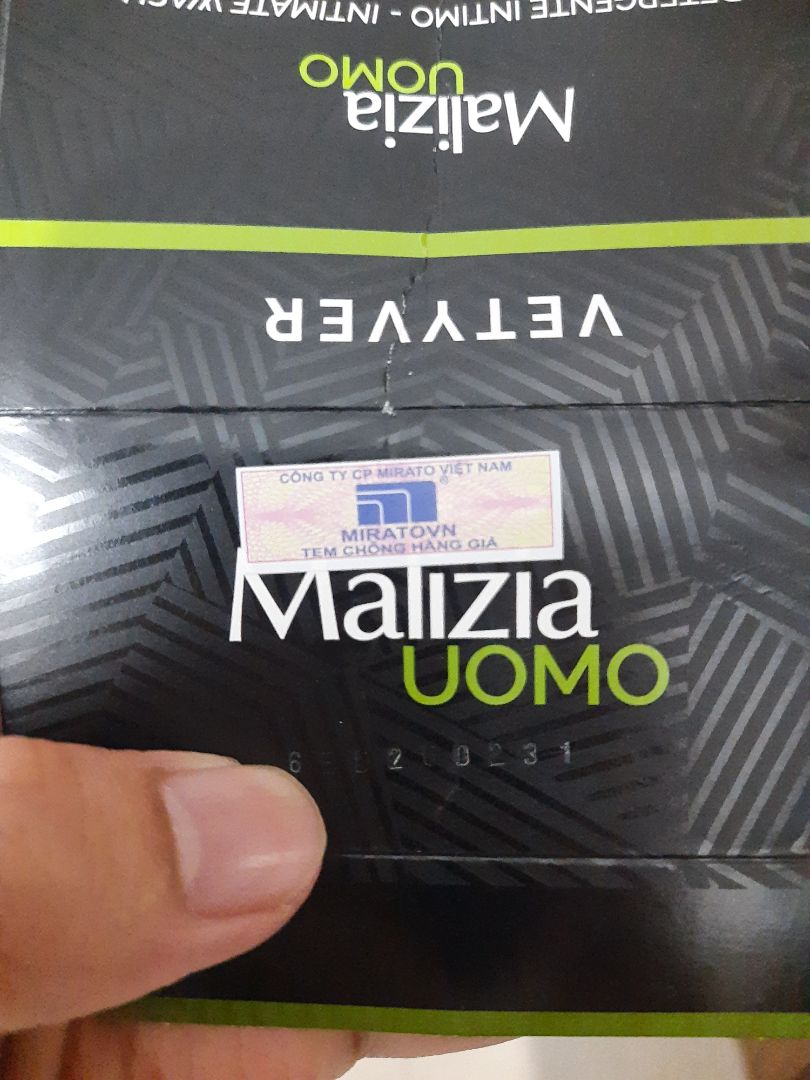 DETERGENTE INTIMO - INTIMATE WASH
Malizia
UOMO
VETYVER
CÔNG TY CP MIRATO VIỆT NAM
®
MIRATOVN
TEM CHỐNG HÀNG GIẢ
Malizia
UOMO